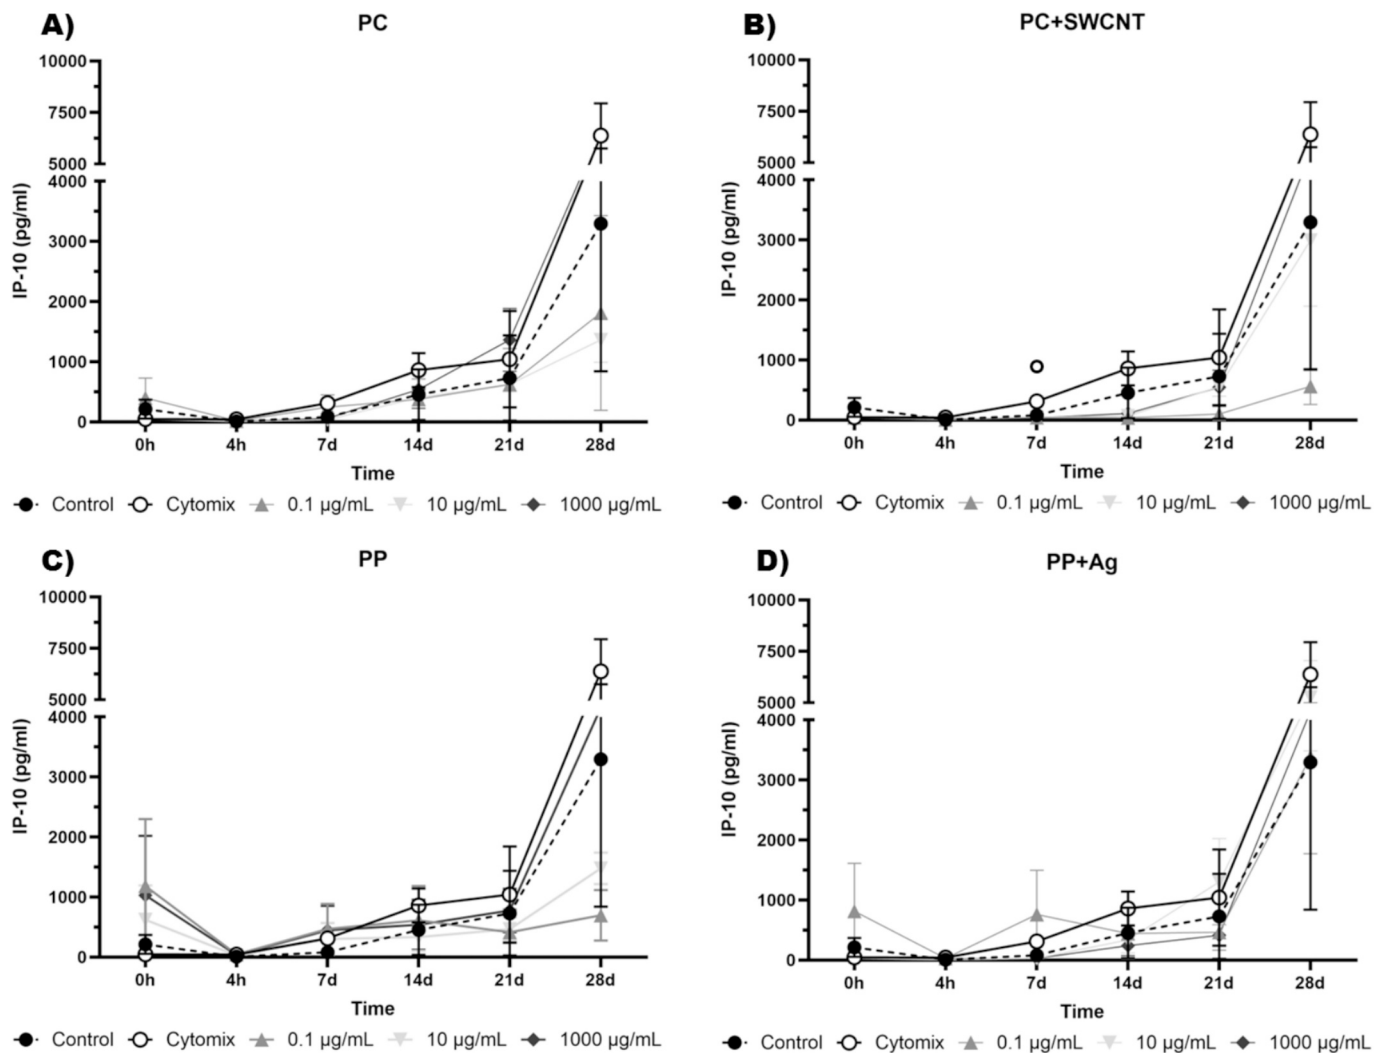 A) PC
10000
7500
5000
4000
3000
2000
1000
0
IP-10 (pg/ml)
0h 4h 7d 14d 21d 28d
Time
Control Cytomix 0.1 µg/mL 10 µg/mL 1000 µg/mL
B) PC+SWCNT
10000
7500
5000
4000
3000
2000
1000
0
IP-10 (pg/ml)
0h 4h 7d 14d 21d 28d
Time
Control Cytomix 0.1 µg/mL 10 µg/mL 1000 µg/mL
C) PP
10000
7500
5000
4000
3000
2000
1000
0
IP-10 (pg/ml)
0h 4h 7d 14d 21d 28d
Time
Control Cytomix 0.1 µg/mL 10 µg/mL 1000 µg/mL
D) PP+Ag
10000
7500
5000
4000
3000
2000
1000
0
IP-10 (pg/ml)
0h 4h 7d 14d 21d 28d
Time
Control Cytomix 0.1 µg/mL 10 µg/mL 1000 µg/mL